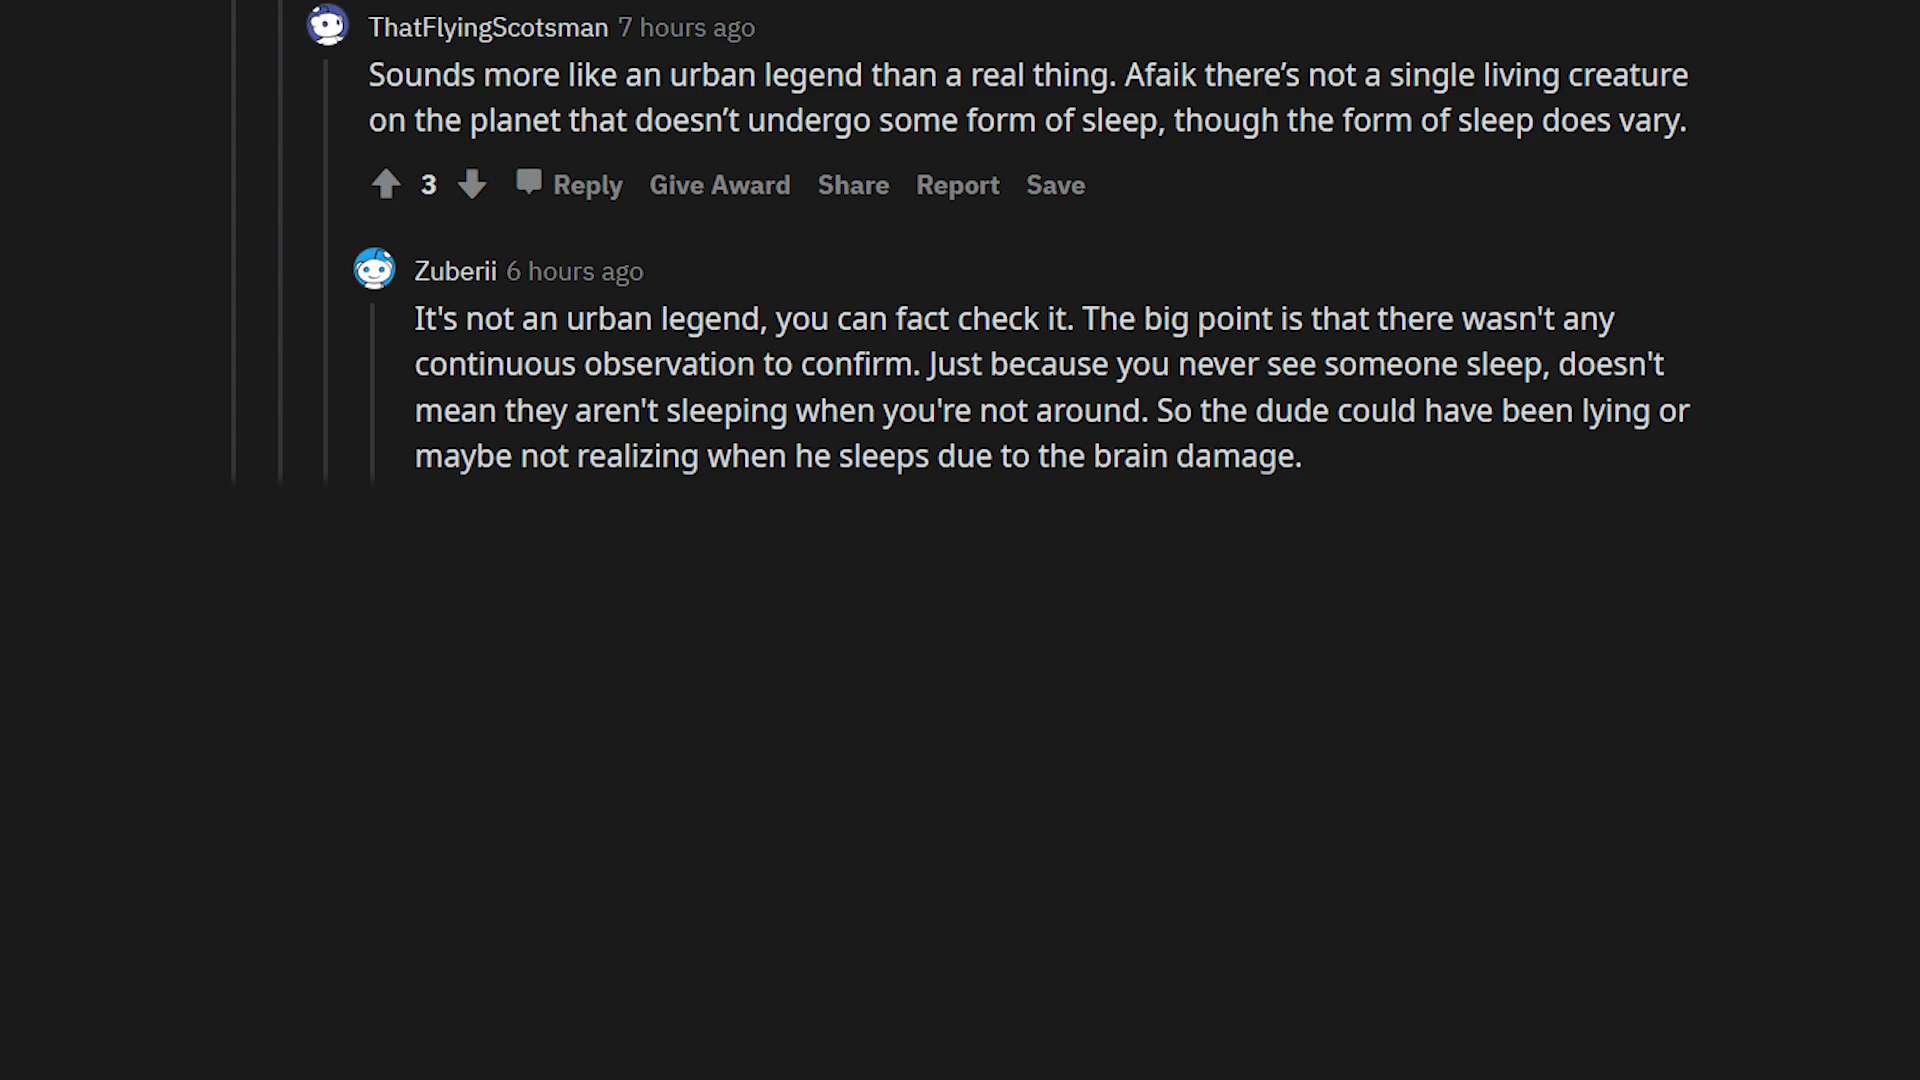 ThatFlyingScotsman 7 hours ago
Sounds more like an urban legend than a real thing. Afaik there’s not a single living creature
on the planet that doesn’t undergo some form of sleep, though the form of sleep does vary.
3 Reply Give Award Share Report Save
Zuberii 6 hours ago
It's not an urban legend, you can fact check it. The big point is that there wasn't any
continuous observation to confirm. Just because you never see someone sleep, doesn't
mean they aren't sleeping when you're not around. So the dude could have been lying or
maybe not realizing when he sleeps due to the brain damage.